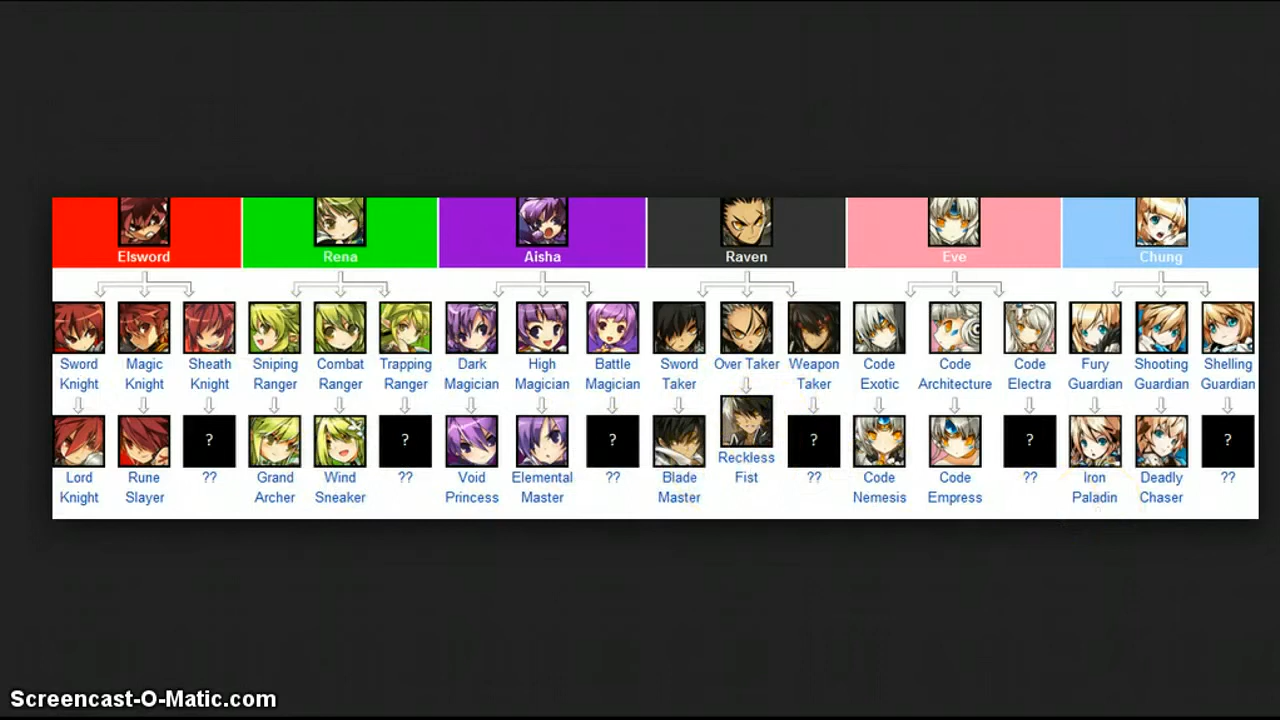 Elsword Rena Aisha Raven Eve Chung
Sword Magic Sheath Sniping Combat Trapping Dark High Battle Sword Over Taker Weapon Code Code Code Fury Shooting Shelling
Knight Knight Knight Ranger Ranger Ranger Magician Magician Magician Taker Taker Exotic Architecture Electra Guardian Guardian Guardian
? ? ? ? ? ?
Reckless
Lord Rune ?? Grand Wind ?? Void Elemental ?? Blade Fist ?? Code Code ?? Iron Deadly ??
Knight Slayer Archer Sneaker Princess Master Master Nemesis Empress Paladin Chaser
Screencast-O-Matic.com